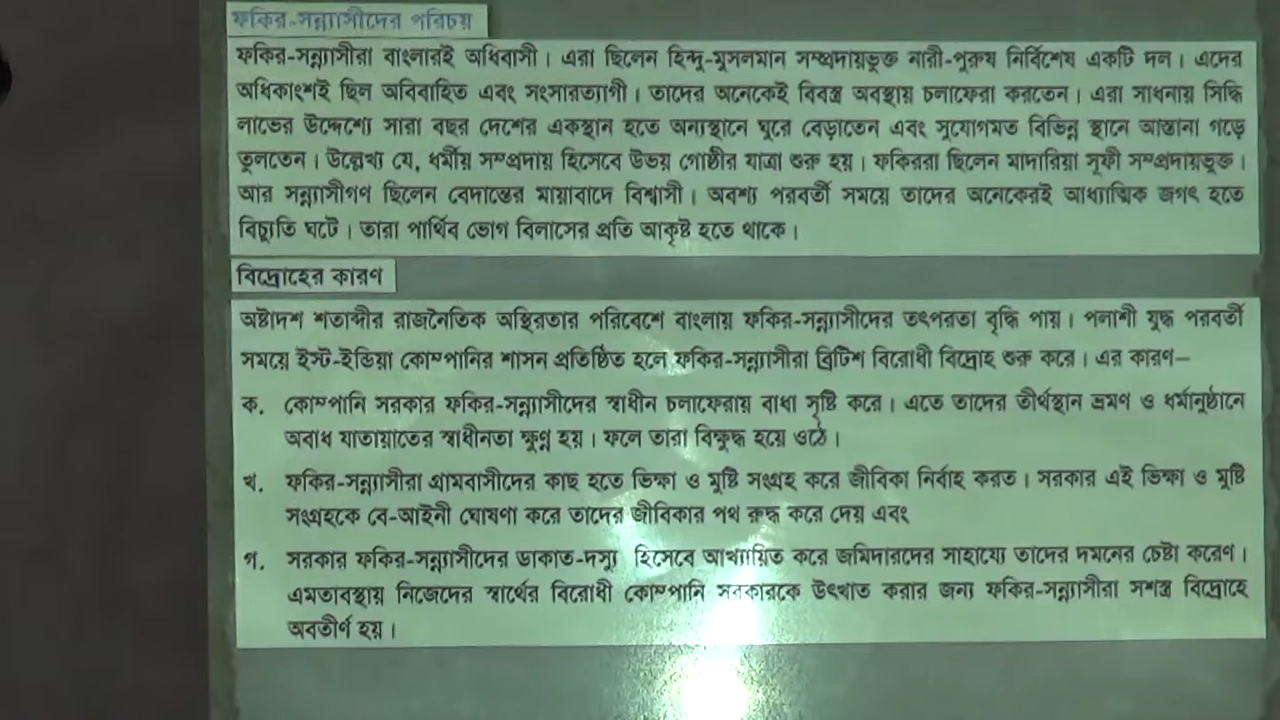 ফকির-সন্ন্যাসীদের পরিচয়
ফকির-সন্ন্যাসীরা বাংলারই অধিবাসী। এরা ছিলেন হিন্দু-মুসলমান সম্প্রদায়ভুক্ত নারী-পুরুষ নির্বিশেষ একটি দল। এদের
অধিকাংশই ছিল অবিবাহিত এবং সংসারত্যাগী। তাদের অনেকেই বিবস্ত্র অবস্থায় চলাফেরা করতেন। এরা সাধনায় সিদ্ধি
লাভের উদ্দেশ্যে সারা বছর দেশের একস্থান হতে অন্যস্থানে ঘুরে বেড়াতেন এবং সুযোগমত বিভিন্ন স্থানে আস্তানা গড়ে
তুলতেন। উল্লেখ্য যে, ধর্মীয় সম্প্রদায় হিসেবে উভয় গোষ্ঠীর যাত্রা শুরু হয়। ফকিররা ছিলেন মাদারিয়া সূফী সম্প্রদায়ভুক্ত।
আর সন্ন্যাসীগণ ছিলেন বেদান্তের মায়াবাদে বিশ্বাসী। অবশ্য পরবর্তী সময়ে তাদের অনেকেরই আধ্যাত্মিক জগৎ হতে
বিচ্যুতি ঘটে। তারা পার্থিব ভোগ বিলাসের প্রতি আকৃষ্ট হতে থাকে।
বিদ্রোহের কারণ
অষ্টাদশ শতাব্দীর রাজনৈতিক অস্থিরতার পরিবেশে বাংলায় ফকির-সন্ন্যাসীদের তৎপরতা বৃদ্ধি পায়। পলাশী যুদ্ধ পরবর্তী
সময়ে ইস্ট-ইন্ডিয়া কোম্পানির শাসন প্রতিষ্ঠিত হলে ফকির-সন্ন্যাসীরা ব্রিটিশ বিরোধী বিদ্রোহ শুরু করে। এর কারণ–
ক. কোম্পানি সরকার ফকির-সন্ন্যাসীদের স্বাধীন চলাফেরায় বাধা সৃষ্টি করে। এতে তাদের তীর্থস্থান ভ্রমণ ও ধর্মানুষ্ঠানে
অবাধ যাতায়াতের স্বাধীনতা ক্ষুণ্ন হয়। ফলে তারা বিক্ষুব্ধ হয়ে ওঠে।
খ. ফকির-সন্ন্যাসীরা গ্রামবাসীদের কাছ হতে ভিক্ষা ও মুষ্টি সংগ্রহ করে জীবিকা নির্বাহ করত। সরকার এই ভিক্ষা ও মুষ্টি
সংগ্রহকে বে-আইনী ঘোষণা করে তাদের জীবিকার পথ রুদ্ধ করে দেয় এবং
গ. সরকার ফকির-সন্ন্যাসীদের ডাকাত-দস্যু হিসেবে আখ্যায়িত করে জমিদারদের সাহায্যে তাদের দমনের চেষ্টা করেণ।
এমতাবস্থায় নিজেদের স্বার্থের বিরোধী কোম্পানি সরকারকে উৎখাত করার জন্য ফকির-সন্ন্যাসীরা সশস্ত্র বিদ্রোহে
অবতীর্ণ হয়।